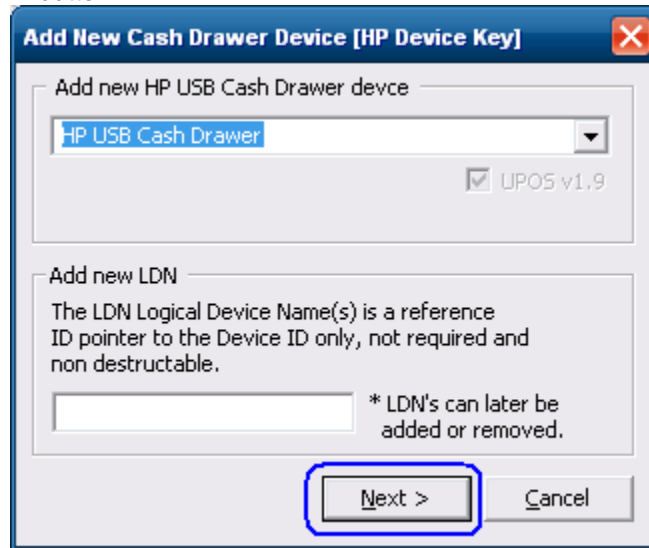 Add New Cash Drawer Device [HP Device Key]
Add new HP USB Cash Drawer devce
HP USB Cash Drawer
UPOS v1.9
Add new LDN
The LDN Logical Device Name(s) is a reference
ID pointer to the Device ID only, not required and
non destructable.
* LDN's can later be
added or removed.
Next >
Cancel